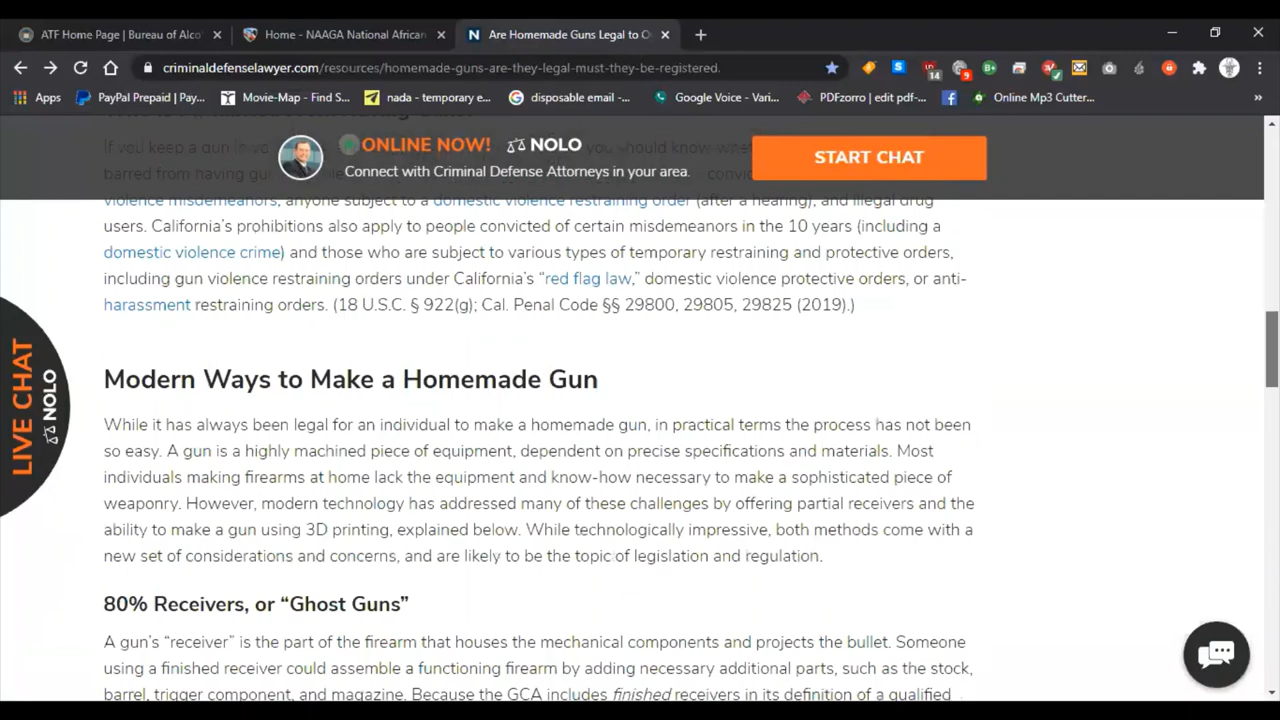 ATF Home Page | Bureau of Alco
Home - NAAGA National African
Are Homemade Guns Legal to O
criminaldefenselawyer.com/resources/homemade-guns-are-they-legal-must-they-be-registered.
14
9
Apps
PayPal Prepaid | Pay...
Movie-Map - Find S...
nada - temporary e...
disposable email -...
Google Voice - Vari...
PDFzorro | edit pdf-...
Online Mp3 Cutter...
»
ONLINE NOW! NOLO
Connect with Criminal Defense Attorneys in your area.
START CHAT
If you keep a gun you should know
barred from having
violence misdemeanors, anyone subject to a domestic violence restraining order (after a hearing), and illegal drug
users. California's prohibitions also apply to people convicted of certain misdemeanors in the 10 years (including a
domestic violence crime) and those who are subject to various types of temporary restraining and protective orders,
including gun violence restraining orders under California's “red flag law,” domestic violence protective orders, or anti-
harassment restraining orders. (18 U.S.C. § 922(g); Cal. Penal Code §§ 29800, 29805, 29825 (2019).)
LIVE CHAT
NOLO
Modern Ways to Make a Homemade Gun
While it has always been legal for an individual to make a homemade gun, in practical terms the process has not been
so easy. A gun is a highly machined piece of equipment, dependent on precise specifications and materials. Most
individuals making firearms at home lack the equipment and know-how necessary to make a sophisticated piece of
weaponry. However, modern technology has addressed many of these challenges by offering partial receivers and the
ability to make a gun using 3D printing, explained below. While technologically impressive, both methods come with a
new set of considerations and concerns, and are likely to be the topic of legislation and regulation.
80% Receivers, or “Ghost Guns”
A gun's “receiver” is the part of the firearm that houses the mechanical components and projects the bullet. Someone
using a finished receiver could assemble a functioning firearm by adding necessary additional parts, such as the stock,
barrel, trigger component, and magazine. Because the GCA includes finished receivers in its definition of a qualified